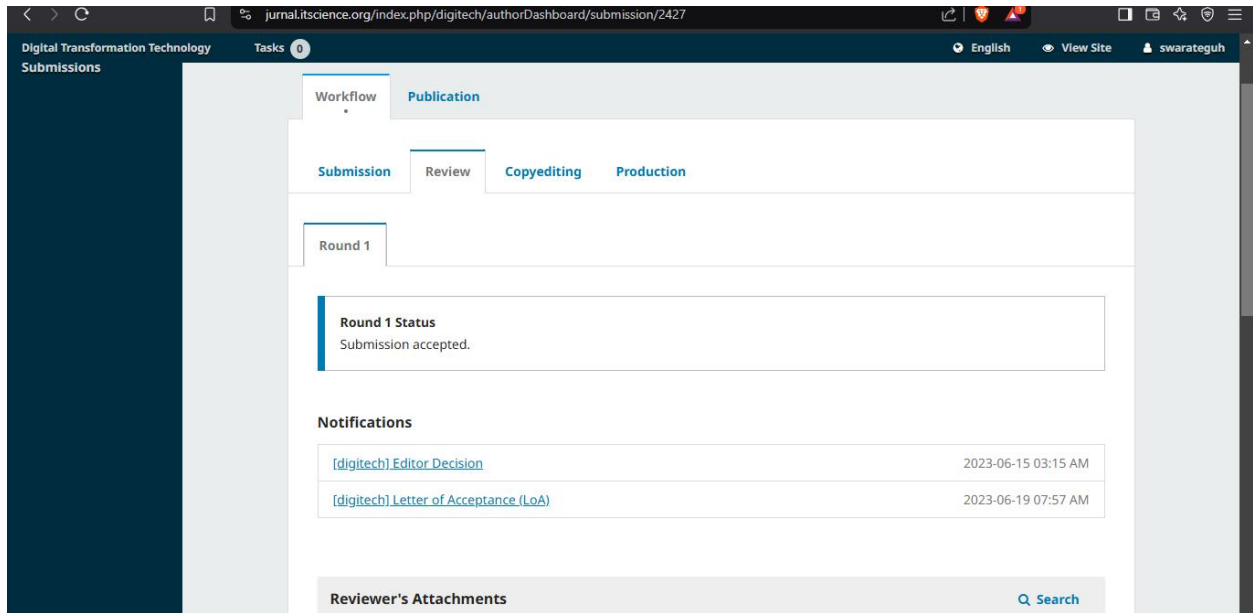 jurnal.itscience.org/index.php/digitech/authorDashboard/submission/2427
Digital Transformation Technology
Tasks 0
English
View Site
swarateguh
Submissions
Workflow
Publication
Submission
Review
Copyediting
Production
Round 1
Round 1 Status
Submission accepted.
Notifications
[digitech] Editor Decision 2023-06-15 03:15 AM
[digitech] Letter of Acceptance (LoA) 2023-06-19 07:57 AM
Reviewer's Attachments
Search